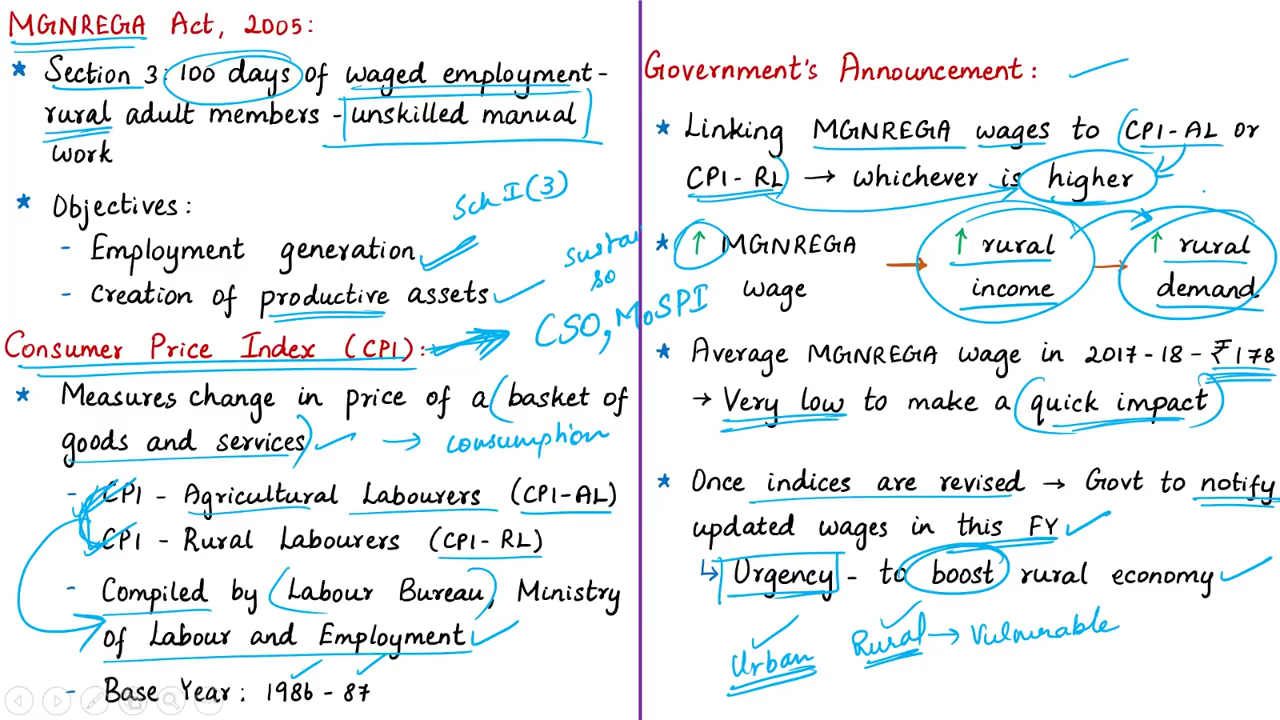 MGNREGA Act, 2005:
* Section 3: 100 days of waged employment-
rural adult members - unskilled manual
work
* Objectives:
Sch I (3)
- Employment generation
- Creation of productive assets
so
CSO, MoSPI
Consumer Price Index (CPI):
* Measures change in price of a basket of
goods and services → consumption
- CPI - Agricultural Labourers (CPI-AL)
- CPI - Rural Labourers (CPI-RL)
- Compiled by Labour Bureau, Ministry
of Labour and Employment
- Base Year: 1986-87
Government's Announcement:
* Linking MGNREGA wages to CPI-AL or
CPI-RL → whichever is higher
* ↑ MGNREGA → ↑ rural → ↑ rural
wage income demand
* Average MGNREGA wage in 2017-18 - ₹178
→ Very low to make a quick impact
* Once indices are revised → Govt to notify
updated wages in this FY
↳ Urgency - to boost rural economy
Urban Rural → Vulnerable